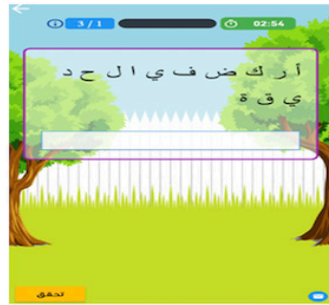 3 / 1
02:54
أ ر ك ض ف ي ا ل ح د
ي ق ة
تحقق